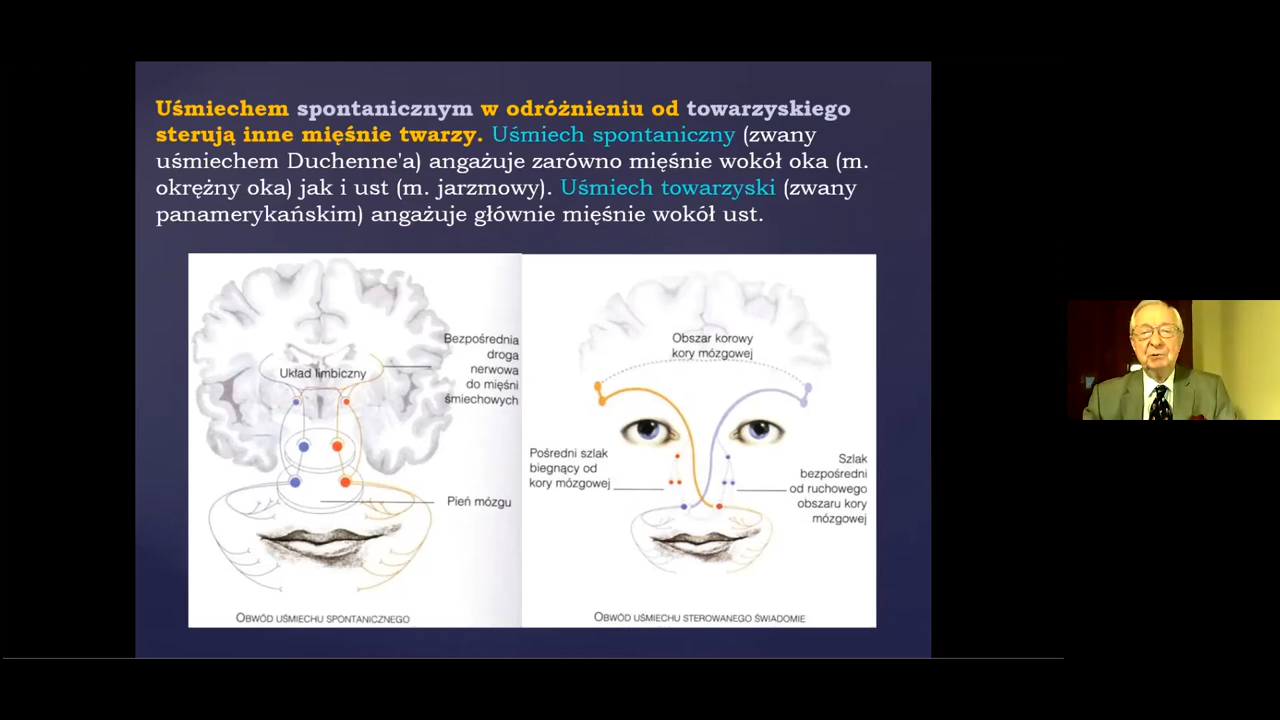 Uśmiechem spontanicznym w odróżnieniu od towarzyskiego
sterują inne mięśnie twarzy. Uśmiech spontaniczny (zwany
uśmiechem Duchenne'a) angażuje zarówno mięśnie wokół oka (m.
okrężny oka) jak i ust (m. jarzmowy). Uśmiech towarzyski (zwany
panamerykańskim) angażuje głównie mięśnie wokół ust.
Bezpośrednia
droga
nerwowa
do mięśni
śmiechowych
Układ limbiczny
Pień mózgu
OBWÓD UŚMIECHU SPONTANICZNEGO
Obszar korowy
kory mózgowej
Pośredni szlak
biegnący od
kory mózgowej
Szlak
bezpośredni
od ruchowego
obszaru kory
mózgowej
OBWÓD UŚMIECHU STEROWANEGO ŚWIADOMIE